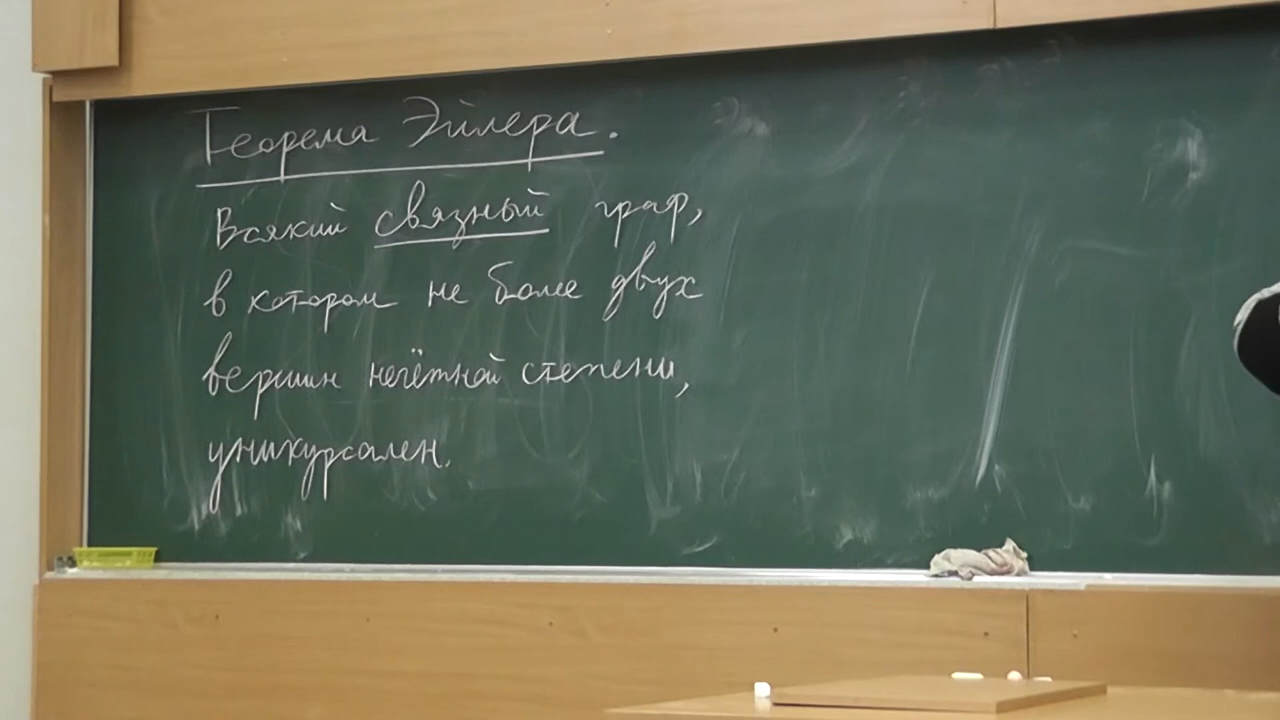 Теорема Эйлера.
Всякий связный граф,
в котором не более двух
вершин нечётной степени,
уникурсален.